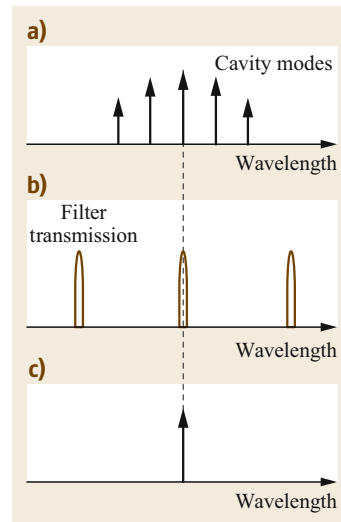 a)
Cavity modes
Wavelength
b)
Filter
transmission
Wavelength
c)
Wavelength